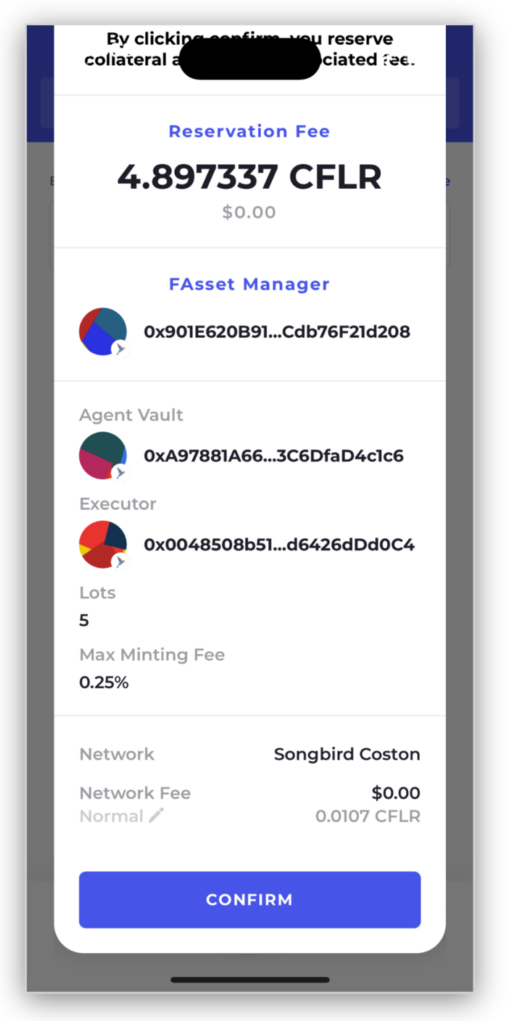 By clicking confirm, you reserve
collateral a ciated fee.
Reservation Fee
4.897337 CFLR
$0.00
FAsset Manager
0x901E620B91...Cdb76F21d208
Agent Vault
0xA97881A66...3C6DfaD4c1c6
Executor
0x0048508b51...d6426dDd0C4
Lots
5
Max Minting Fee
0.25%
Network Songbird Coston
Network Fee $0.00
Normal 0.0107 CFLR
CONFIRM